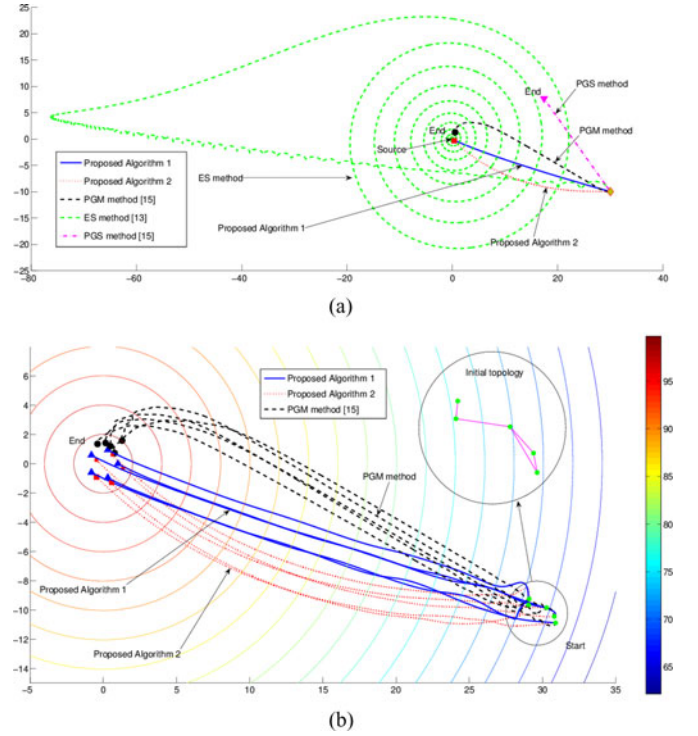 25
20
15
10
5
0
-5
-10
-15
-20
-25
-80
-60
-40
-20
0
20
40
End
PGS method
PGM method
End
Source
ES method
Proposed Algorithm 1
Proposed Algorithm 2
Proposed Algorithm 1
Proposed Algorithm 2
PGM method [15]
ES method [13]
PGS method [15]
(a)
6
4
2
0
-2
-4
-6
-8
-10
-12
-14
-5
0
5
10
15
20
25
30
35
Proposed Algorithm 1
Proposed Algorithm 2
PGM method [15]
Initial topology
End
PGM method
Proposed Algorithm 1
Proposed Algorithm 2
Start
95
90
85
80
75
70
65
(b)